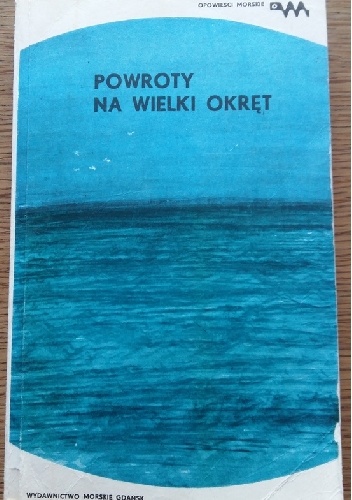 OPOWIEŚCI MORSKIE
POWROTY
NA WIELKI OKRĘT
WYDAWNICTWO MORSKIE GDAŃSK